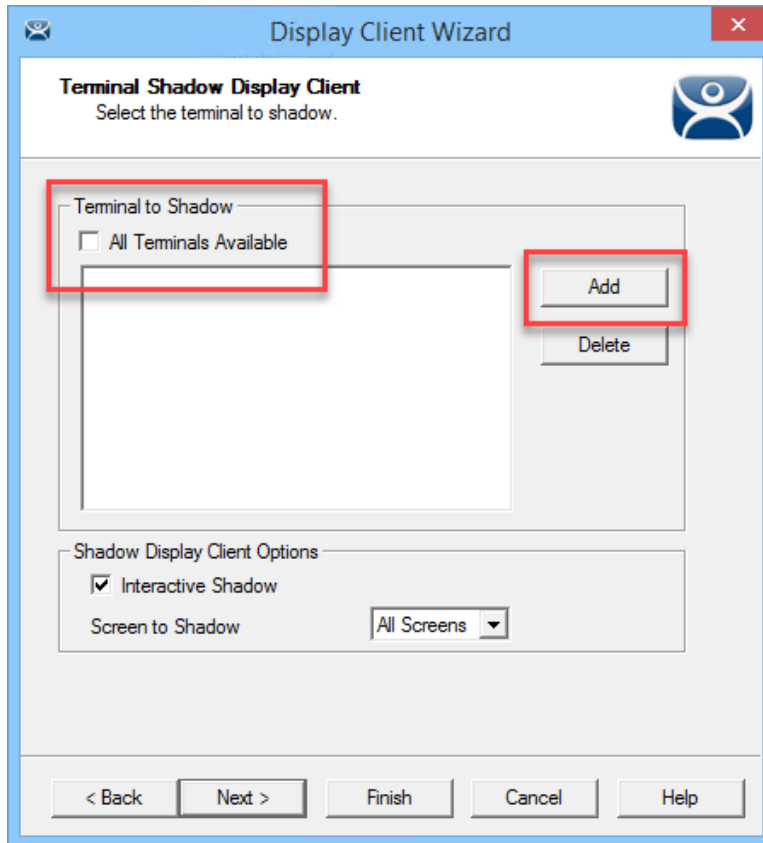 Display Client Wizard
Terminal Shadow Display Client
Select the terminal to shadow.
Terminal to Shadow
All Terminals Available
Add
Delete
Shadow Display Client Options
Interactive Shadow
Screen to Shadow
All Screens
< Back
Next >
Finish
Cancel
Help